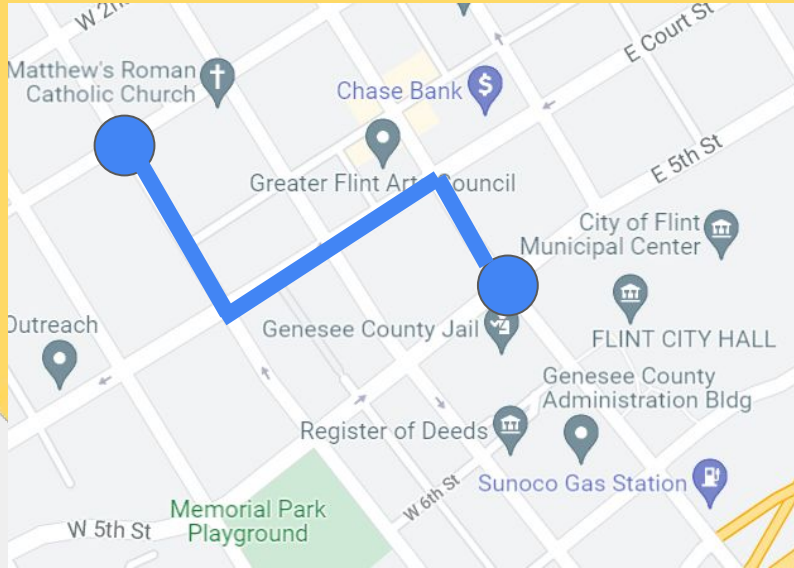 W 2n
E Court St
Matthew's Roman
Catholic Church
Chase Bank
$
E 5th St
Greater Flint Arts Council
City of Flint
Municipal Center
Outreach
Genesee County Jail
FLINT CITY HALL
Genesee County
Administration Bldg
Register of Deeds
Sunoco Gas Station
W 6th St
Memorial Park
Playground
W 5th St